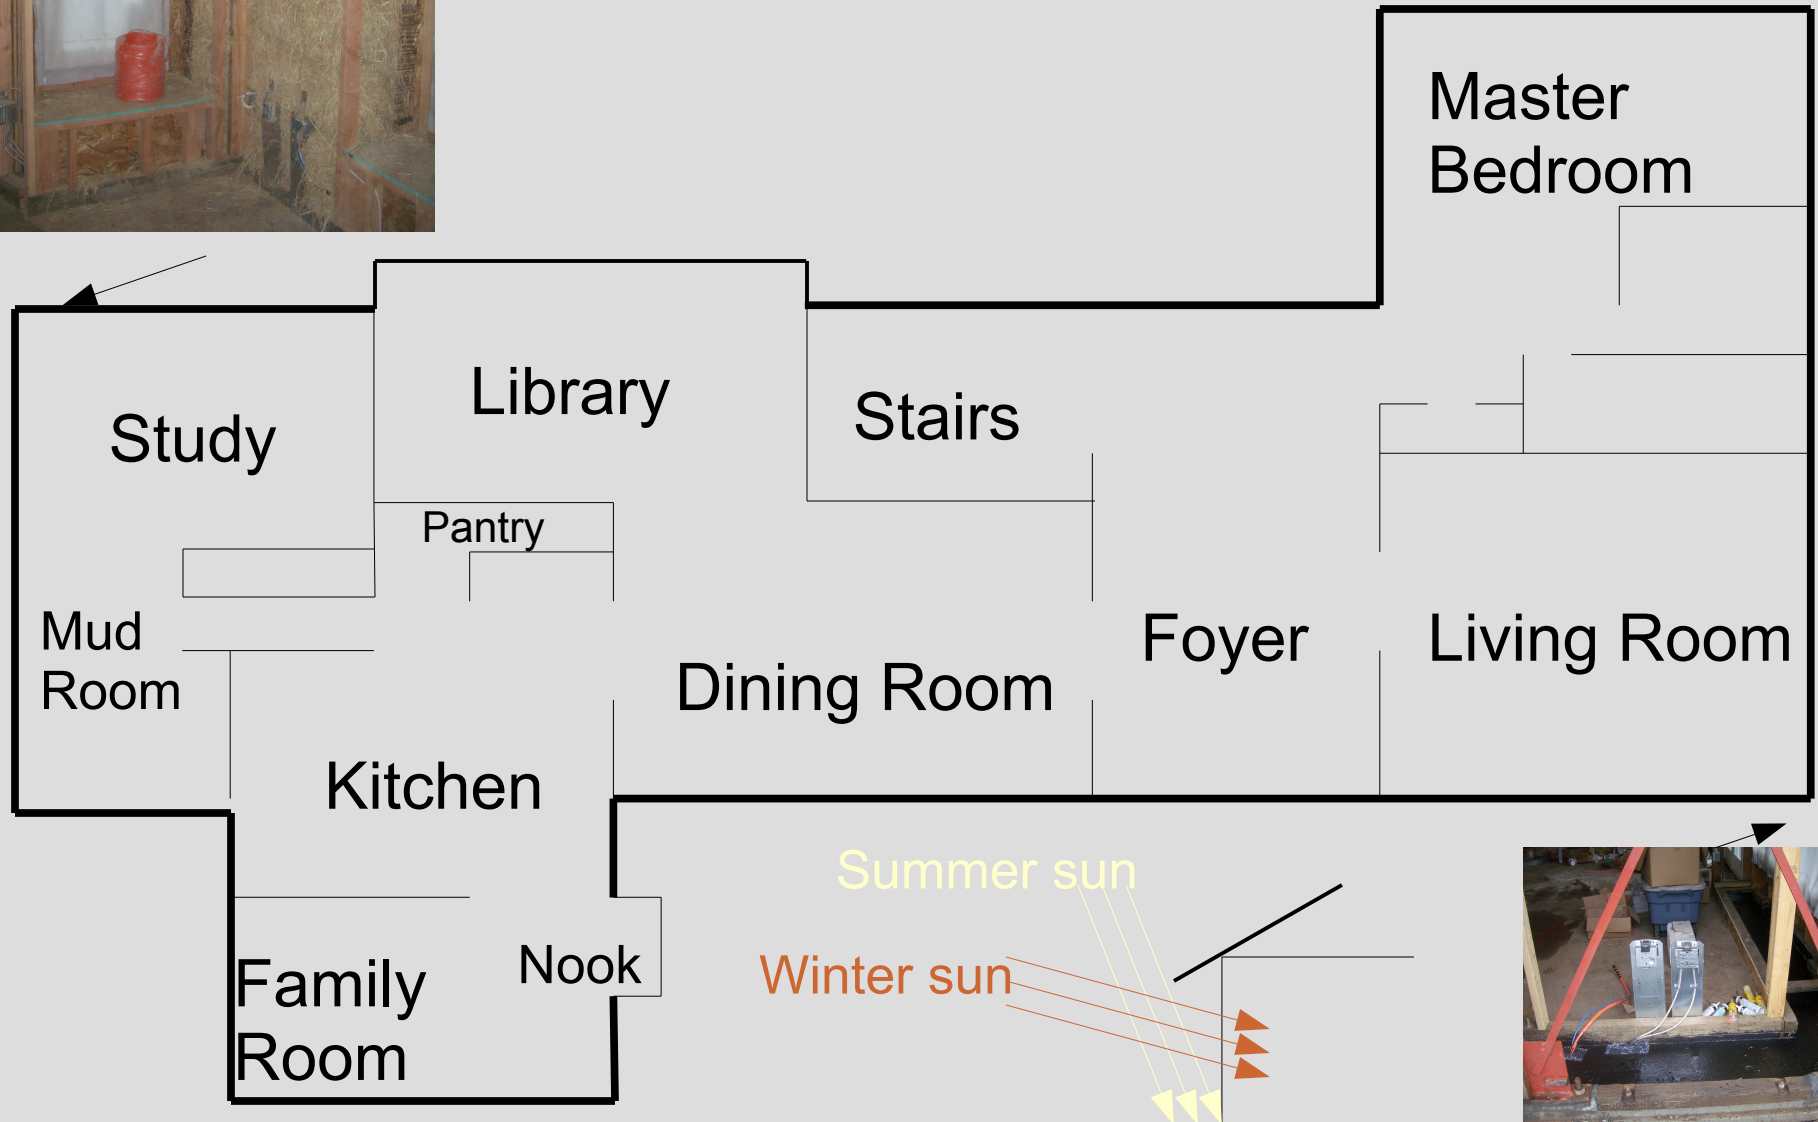 Master
Bedroom
Library
Stairs
Study
Pantry
Mud
Room
Foyer
Living Room
Dining Room
Kitchen
Summer sun
Nook
Winter sun
Family
Room